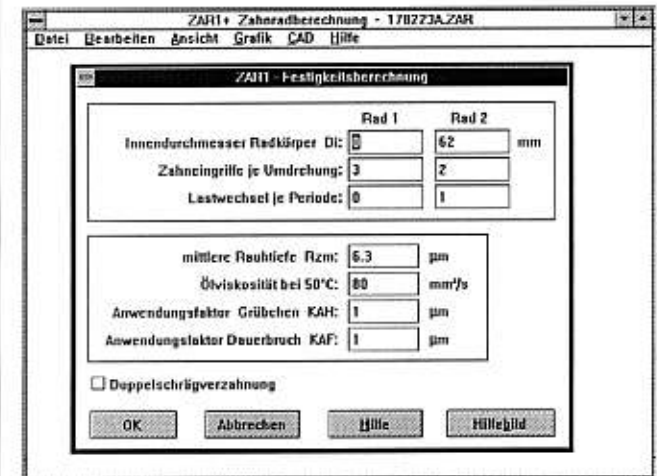 ZAR1+ Zahnradberechnung - 170223A.ZAR
Datei Bearbeiten Ansicht Grafik CAD Hilfe
ZAR1 - Festigkeitsberechnung
Rad 1 Rad 2
Innendurchmesser Radkörper Di: 0 62 mm
Zahneingriffe je Umdrehung: 3 2
Lastwechsel je Periode: 0 1
mittlere Rauhtiefe Rzm: 6.3 µm
Ölviskosität bei 50°C: 80 mm²/s
Anwendungsfaktor Grübchen KAH: 1 µm
Anwendungsfaktor Dauerbruch KAF: 1 µm
Doppelschrägverzahnung
OK Abbrechen Hilfe Hilfebild